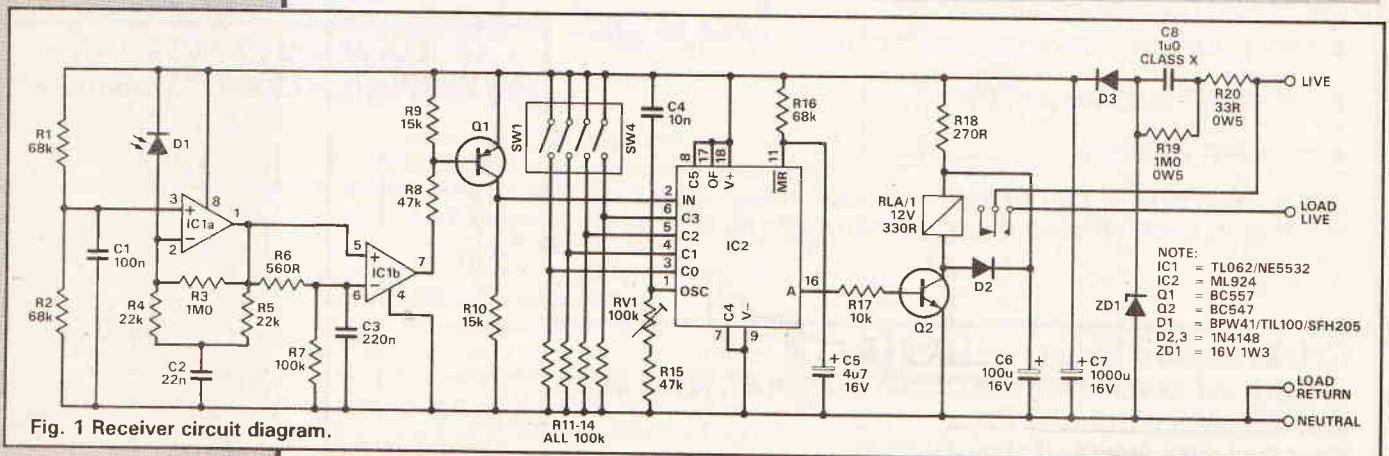 C8
1u0
CLASS X
LIVE
D3
R20
33R
0W5
R19
1M0
0W5
R1
68k
D1
R9
15k
Q1
SW1
SW4
C4
10n
R16
68k
R18
270R
8
17
18
11
C5
OF
V+
MR
3
8
IC1a
1
2
+
−
R8
47k
2
IN
6
C3
5
C2
4
C1
3
C0
1
OSC
IC2
RLA/1
12V
330R
LOAD
LIVE
C1
100n
R6
560R
5
7
IC1b
6
4
+
−
R3
1M0
R4
22k
R5
22k
R2
68k
C3
220n
R7
100k
C2
22n
R10
15k
RV1
100k
R15
47k
A
16
R17
10k
C4
V−
7
9
Q2
D2
ZD1
NOTE:
IC1 = TL062/NE5532
IC2 = ML924
Q1 = BC557
Q2 = BC547
D1 = BPW41/TIL100/SFH205
D2,3 = 1N4148
ZD1 = 16V 1W3
+
C5
4u7
16V
C6
100u
16V
+
C7
1000u
16V
+
LOAD
RETURN
NEUTRAL
R11-14
ALL 100k
Fig. 1 Receiver circuit diagram.